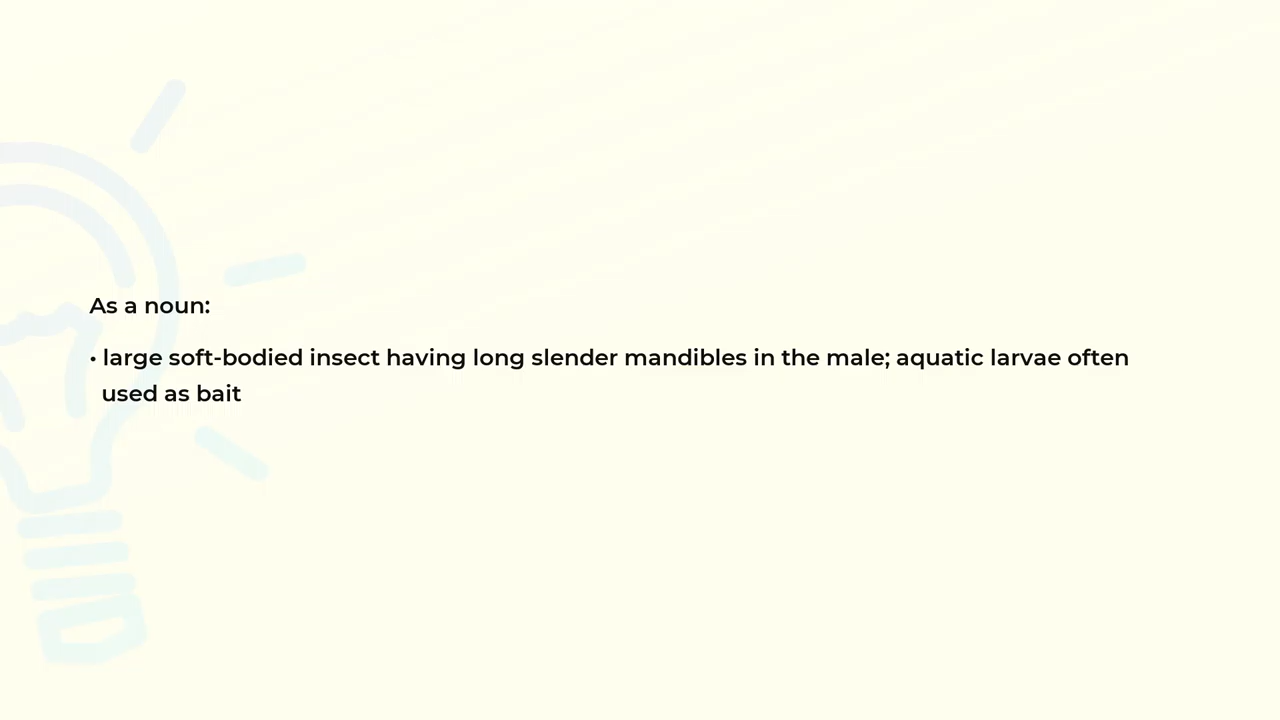 As a noun:
• large soft-bodied insect having long slender mandibles in the male; aquatic larvae often
used as bait